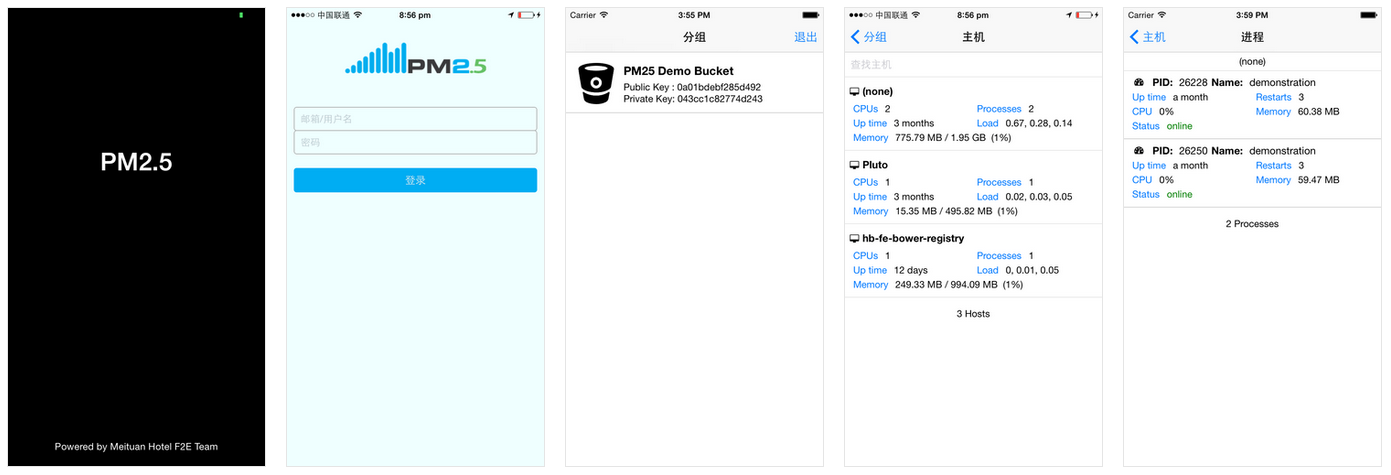 PM2.5
Powered by Meituan Hotel F2E Team
中国联通 8:56 pm
PM2.5
邮箱/用户名
密码
登录
Carrier 3:55 PM
分组 退出
PM25 Demo Bucket
Public Key : 0a01bdebf285d492
Private Key: 043cc1c82774d243
中国联通 8:56 pm
分组 主机
查找主机
(none)
CPUs 2 Processes 2
Up time 3 months Load 0.67, 0.28, 0.14
Memory 775.79 MB / 1.95 GB (1%)
Pluto
CPUs 1 Processes 1
Up time 3 months Load 0.02, 0.03, 0.05
Memory 15.35 MB / 495.82 MB (1%)
hb-fe-bower-registry
CPUs 1 Processes 1
Up time 12 days Load 0, 0.01, 0.05
Memory 249.33 MB / 994.09 MB (1%)
3 Hosts
Carrier 3:59 PM
主机 进程
(none)
PID: 26228 Name: demonstration
Up time a month Restarts 3
CPU 0% Memory 60.38 MB
Status online
PID: 26250 Name: demonstration
Up time a month Restarts 3
CPU 0% Memory 59.47 MB
Status online
2 Processes